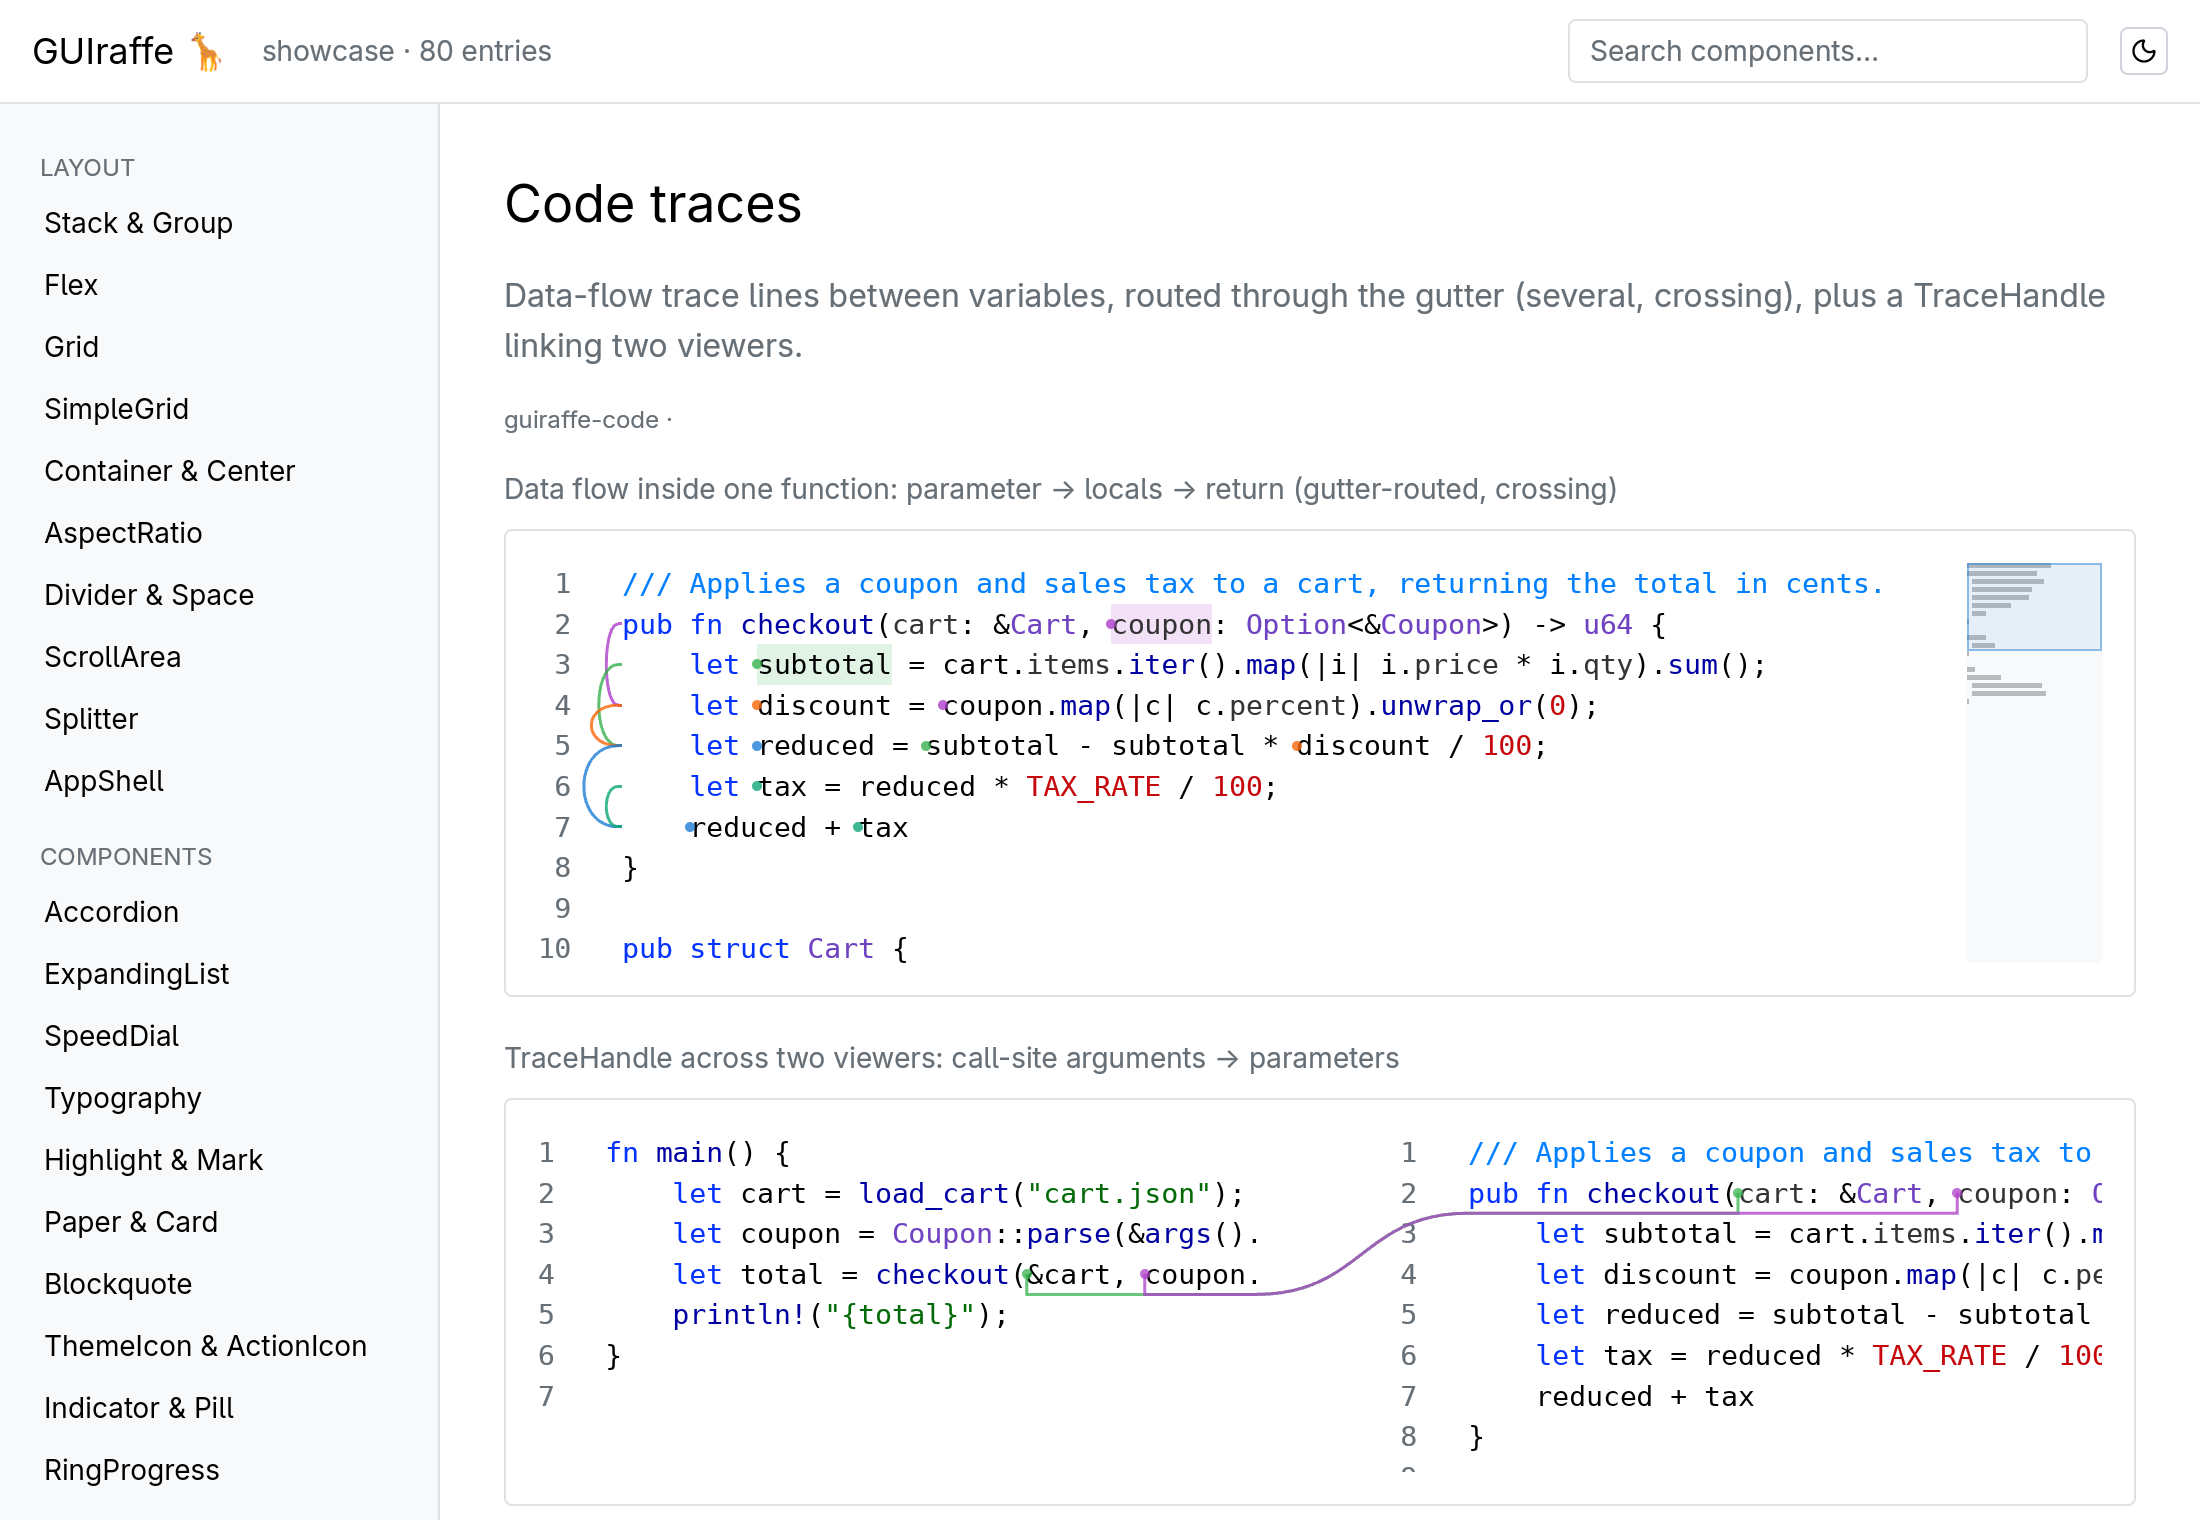 GUIraffe 🦒 showcase · 80 entries
Search components...
LAYOUT
Stack & Group
Flex
Grid
SimpleGrid
Container & Center
AspectRatio
Divider & Space
ScrollArea
Splitter
AppShell
COMPONENTS
Accordion
ExpandingList
SpeedDial
Typography
Highlight & Mark
Paper & Card
Blockquote
ThemeIcon & ActionIcon
Indicator & Pill
RingProgress
Code traces
Data-flow trace lines between variables, routed through the gutter (several, crossing), plus a TraceHandle
linking two viewers.
guiraffe-code ·
Data flow inside one function: parameter → locals → return (gutter-routed, crossing)
1 /// Applies a coupon and sales tax to a cart, returning the total in cents.
2 pub fn checkout(cart: &Cart, coupon: Option<&Coupon>) -> u64 {
3     let subtotal = cart.items.iter().map(|i| i.price * i.qty).sum();
4     let discount = coupon.map(|c| c.percent).unwrap_or(0);
5     let reduced = subtotal - subtotal * discount / 100;
6     let tax = reduced * TAX_RATE / 100;
7     reduced + tax
8 }
9
10 pub struct Cart {
TraceHandle across two viewers: call-site arguments → parameters
1 fn main() {
2     let cart = load_cart("cart.json");
3     let coupon = Coupon::parse(&args().
4     let total = checkout(&cart, coupon.
5     println!("{total}");
6 }
7
1 /// Applies a coupon and sales tax to
2 pub fn checkout(cart: &Cart, coupon:
3     let subtotal = cart.items.iter().m
4     let discount = coupon.map(|c| c.pe
5     let reduced = subtotal - subtotal
6     let tax = reduced * TAX_RATE / 100
7     reduced + tax
8 }